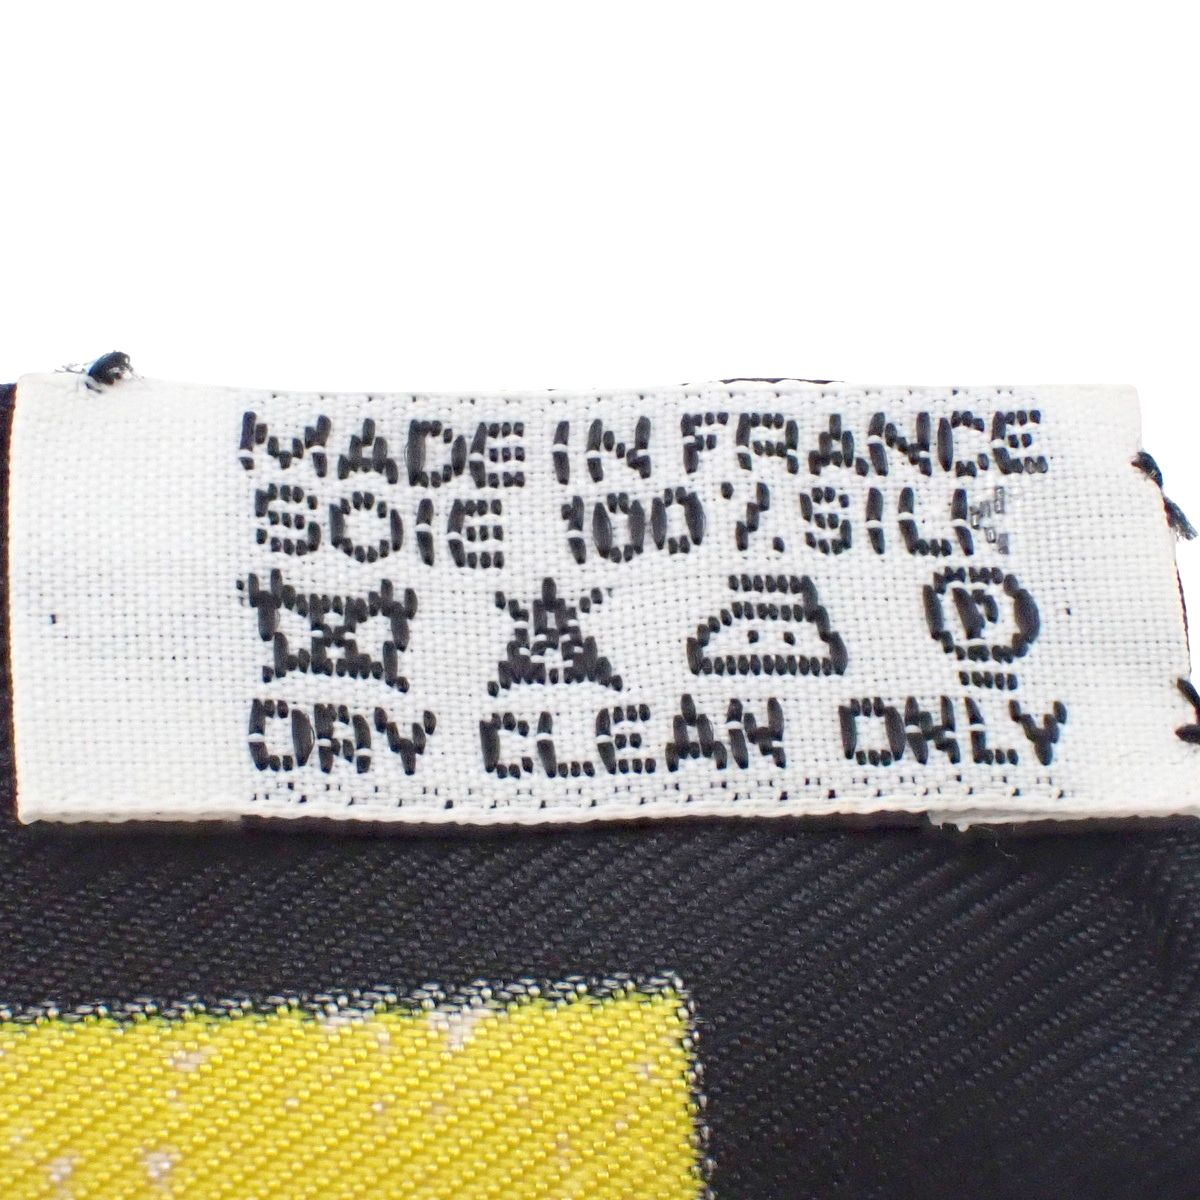 MADE IN FRANCE
SOIE 100% SILK
P
DRY CLEAN ONLY